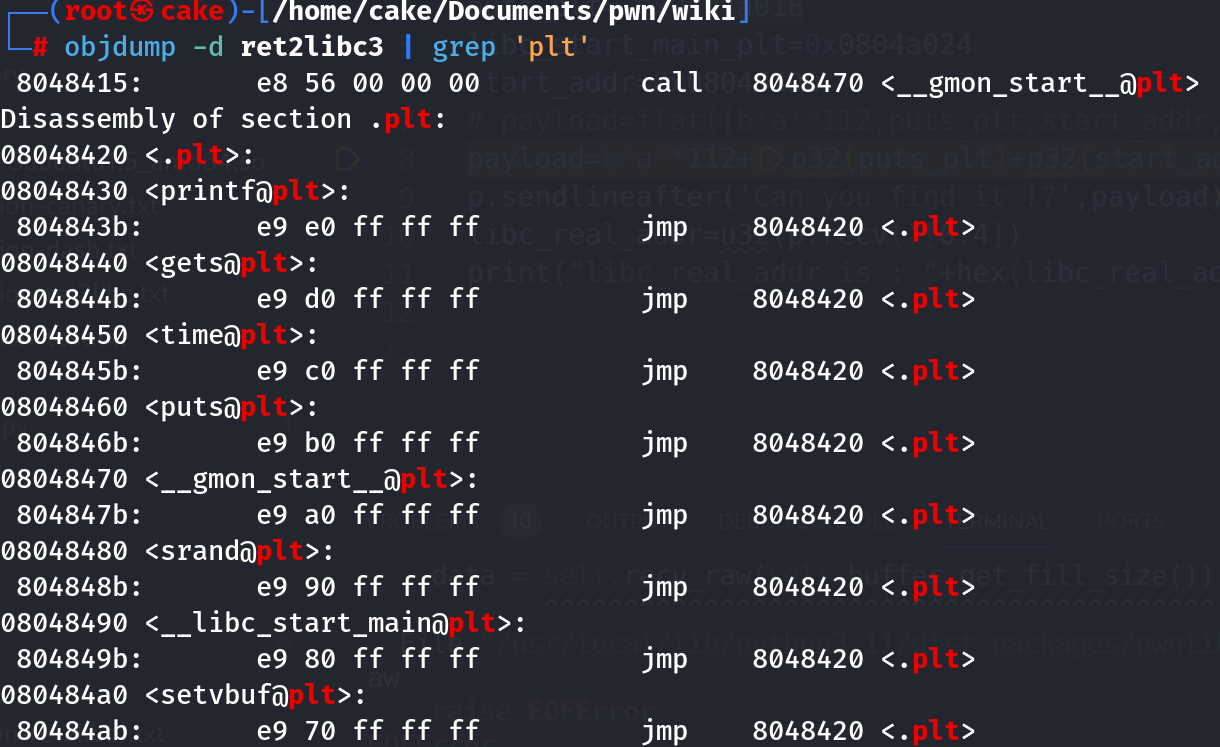 ┌──(root㉿cake)-[/home/cake/Documents/pwn/wiki]
└─# objdump -d ret2libc3 | grep 'plt'
 8048415:       e8 56 00 00 00          call   8048470 <__gmon_start__@plt>
Disassembly of section .plt:
08048420 <.plt>:
08048430 <printf@plt>:
 804843b:       e9 e0 ff ff ff          jmp    8048420 <.plt>
08048440 <gets@plt>:
 804844b:       e9 d0 ff ff ff          jmp    8048420 <.plt>
08048450 <time@plt>:
 804845b:       e9 c0 ff ff ff          jmp    8048420 <.plt>
08048460 <puts@plt>:
 804846b:       e9 b0 ff ff ff          jmp    8048420 <.plt>
08048470 <__gmon_start__@plt>:
 804847b:       e9 a0 ff ff ff          jmp    8048420 <.plt>
08048480 <srand@plt>:
 804848b:       e9 90 ff ff ff          jmp    8048420 <.plt>
08048490 <__libc_start_main@plt>:
 804849b:       e9 80 ff ff ff          jmp    8048420 <.plt>
080484a0 <setvbuf@plt>:
 80484ab:       e9 70 ff ff ff          jmp    8048420 <.plt>